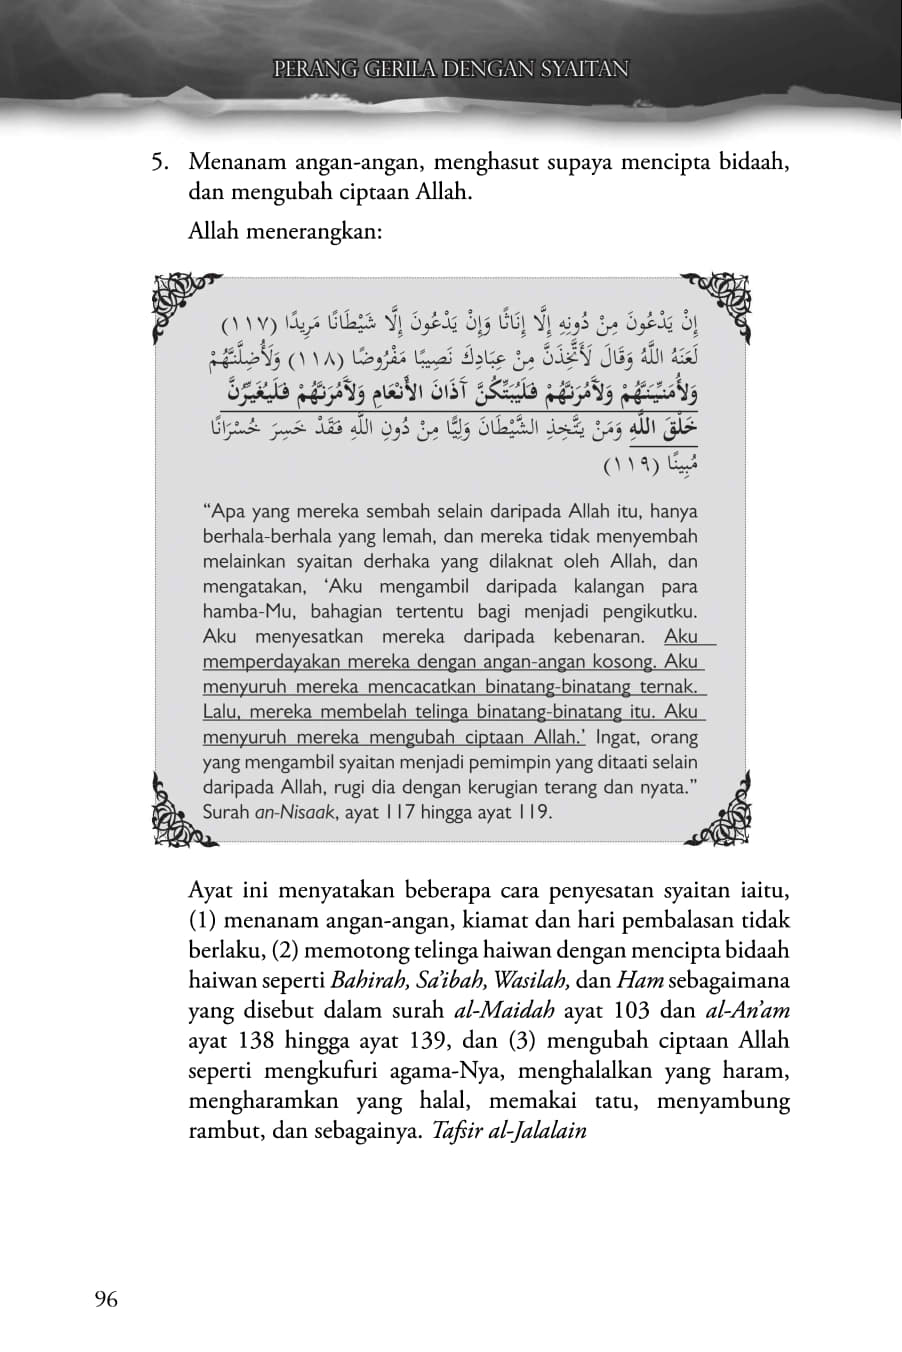 PERANG GERILA DENGAN SYAITAN
5. Menanam angan-angan, menghasut supaya mencipta bidaah,
dan mengubah ciptaan Allah.
Allah menerangkan:
إِنْ يَدْعُونَ مِنْ دُونِهِ إِلَّا إِنَاثًا وَإِنْ يَدْعُونَ إِلَّا شَيْطَانًا مَرِيدًا (١١٧)
لَعَنَهُ اللَّهُ وَقَالَ لَأَتَّخِذَنَّ مِنْ عِبَادِكَ نَصِيبًا مَفْرُوضًا (١١٨) وَلَأُضِلَّنَّهُمْ
وَلَأُمَنِّيَنَّهُمْ وَلَآمُرَنَّهُمْ فَلَيُبَتِّكُنَّ آذَانَ الْأَنْعَامِ وَلَآمُرَنَّهُمْ فَلَيُغَيِّرُنَّ
خَلْقَ اللَّهِ وَمَنْ يَتَّخِذِ الشَّيْطَانَ وَلِيًّا مِنْ دُونِ اللَّهِ فَقَدْ خَسِرَ خُسْرَانًا
مُبِينًا (١١٩)
“Apa yang mereka sembah selain daripada Allah itu, hanya
berhala-berhala yang lemah, dan mereka tidak menyembah
melainkan syaitan derhaka yang dilaknat oleh Allah, dan
mengatakan, ‘Aku mengambil daripada kalangan para
hamba-Mu, bahagian tertentu bagi menjadi pengikutku.
Aku menyesatkan mereka daripada kebenaran. Aku
memperdayakan mereka dengan angan-angan kosong. Aku
menyuruh mereka mencacatkan binatang-binatang ternak.
Lalu, mereka membelah telinga binatang-binatang itu. Aku
menyuruh mereka mengubah ciptaan Allah.’ Ingat, orang
yang mengambil syaitan menjadi pemimpin yang ditaati selain
daripada Allah, rugi dia dengan kerugian terang dan nyata.”
Surah an-Nisaak, ayat 117 hingga ayat 119.
Ayat ini menyatakan beberapa cara penyesatan syaitan iaitu,
(1) menanam angan-angan, kiamat dan hari pembalasan tidak
berlaku, (2) memotong telinga haiwan dengan mencipta bidaah
haiwan seperti Bahirah, Sa’ibah, Wasilah, dan Ham sebagaimana
yang disebut dalam surah al-Maidah ayat 103 dan al-An’am
ayat 138 hingga ayat 139, dan (3) mengubah ciptaan Allah
seperti mengkufuri agama-Nya, menghalalkan yang haram,
mengharamkan yang halal, memakai tatu, menyambung
rambut, dan sebagainya. Tafsir al-Jalalain
96